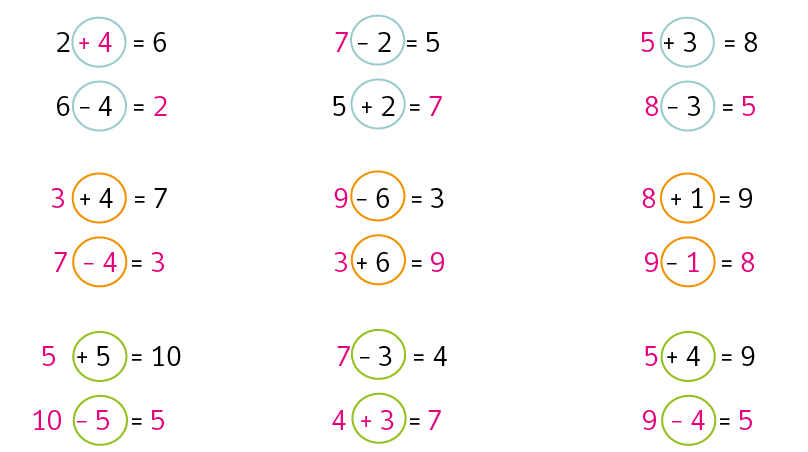 2 + 4 = 6
7 – 2 = 5
5 + 3 = 8
6 – 4 = 2
5 + 2 = 7
8 – 3 = 5
3 + 4 = 7
9 – 6 = 3
8 + 1 = 9
7 – 4 = 3
3 + 6 = 9
9 – 1 = 8
5 + 5 = 10
7 – 3 = 4
5 + 4 = 9
10 – 5 = 5
4 + 3 = 7
9 – 4 = 5